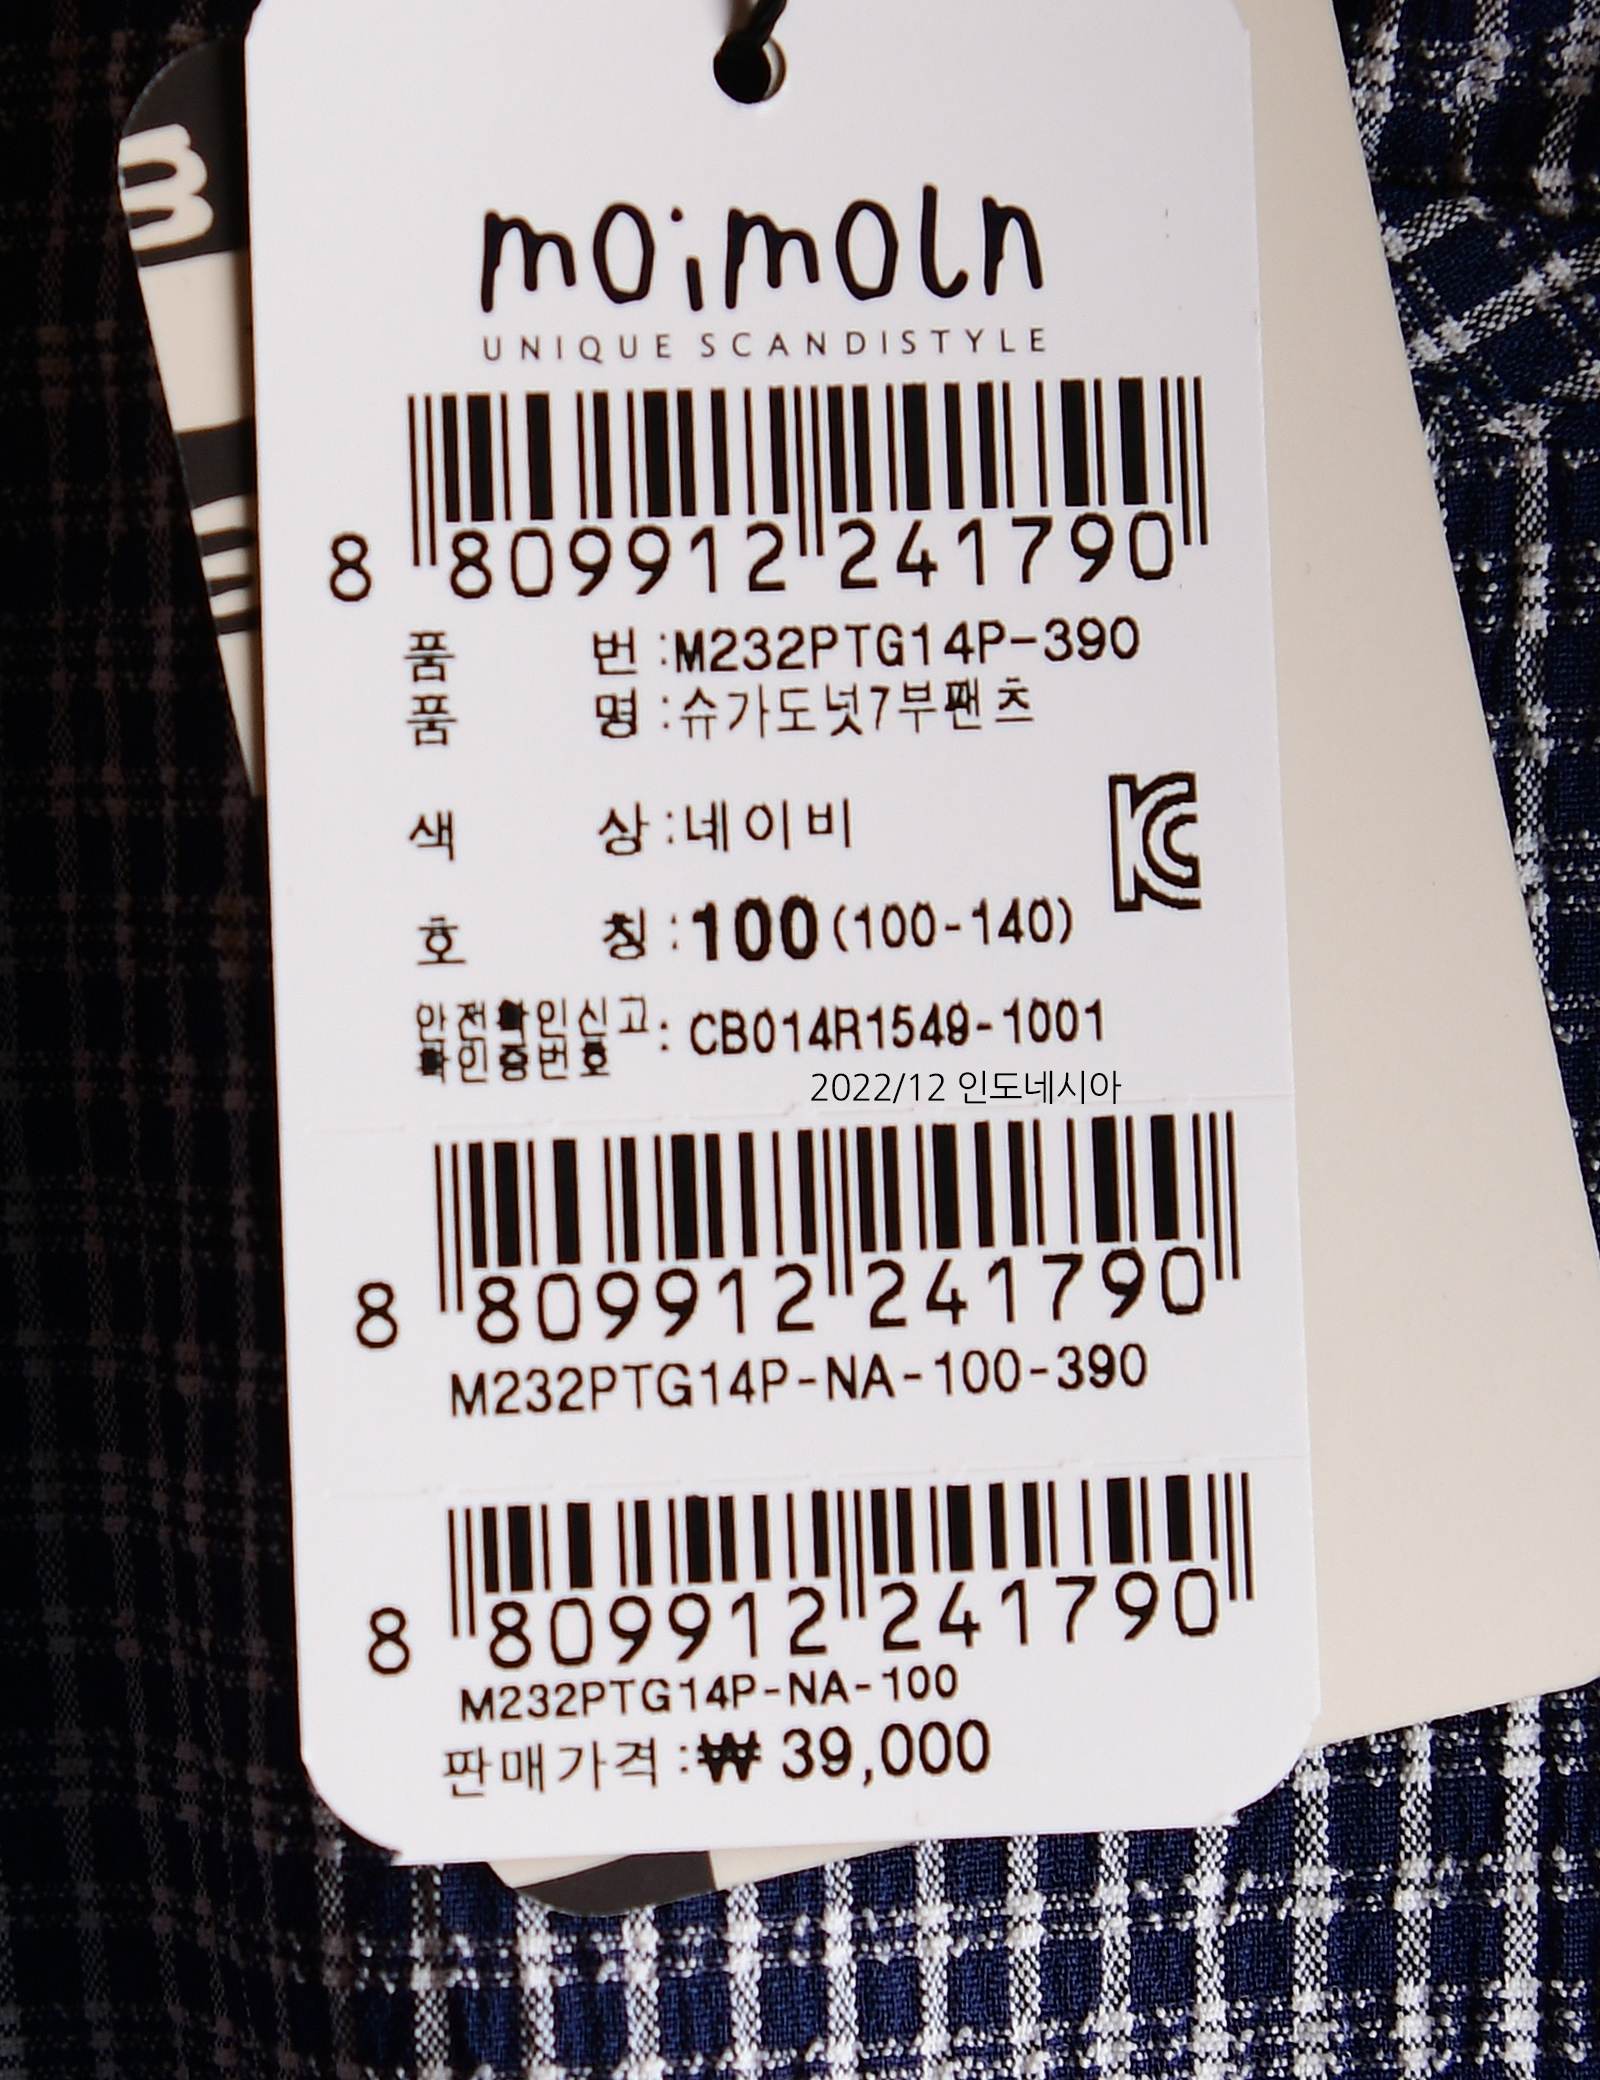 moimoln
UNIQUE SCANDISTYLE
8 809912 241790
품 번 :M232PTG14P-390
품 명 :슈가도넛7부팬츠
색 상 :네이비
호 칭 :100(100-140)
KC
안전확인신고
확인증번호 : CB014R1549-1001
2022/12 인도네시아
8 809912 241790
M232PTG14P-NA-100-390
8 809912 241790
M232PTG14P-NA-100
판매가격 :₩ 39,000